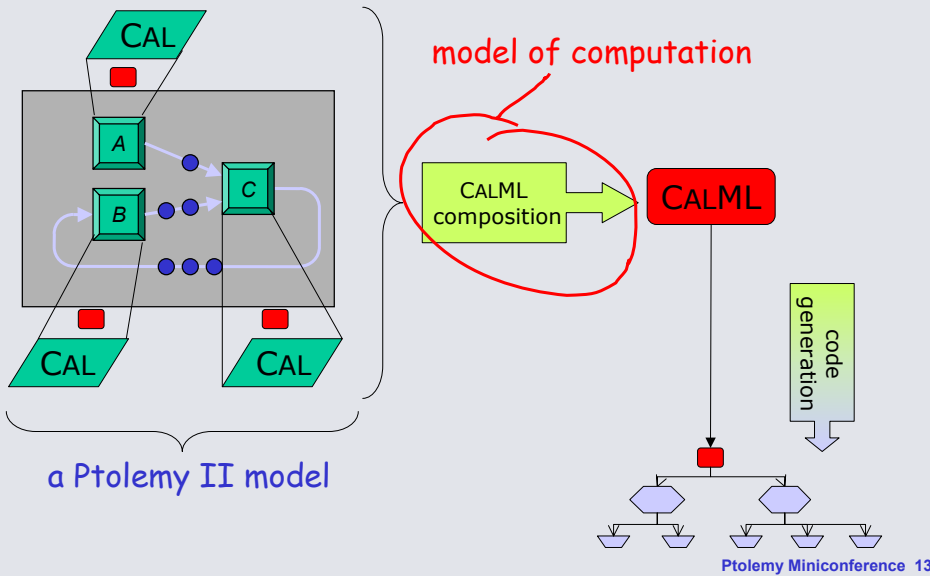 CAL
model of computation
A
B
C
CALML
composition
CALML
code
generation
CAL
CAL
a Ptolemy II model
Ptolemy Miniconference 13